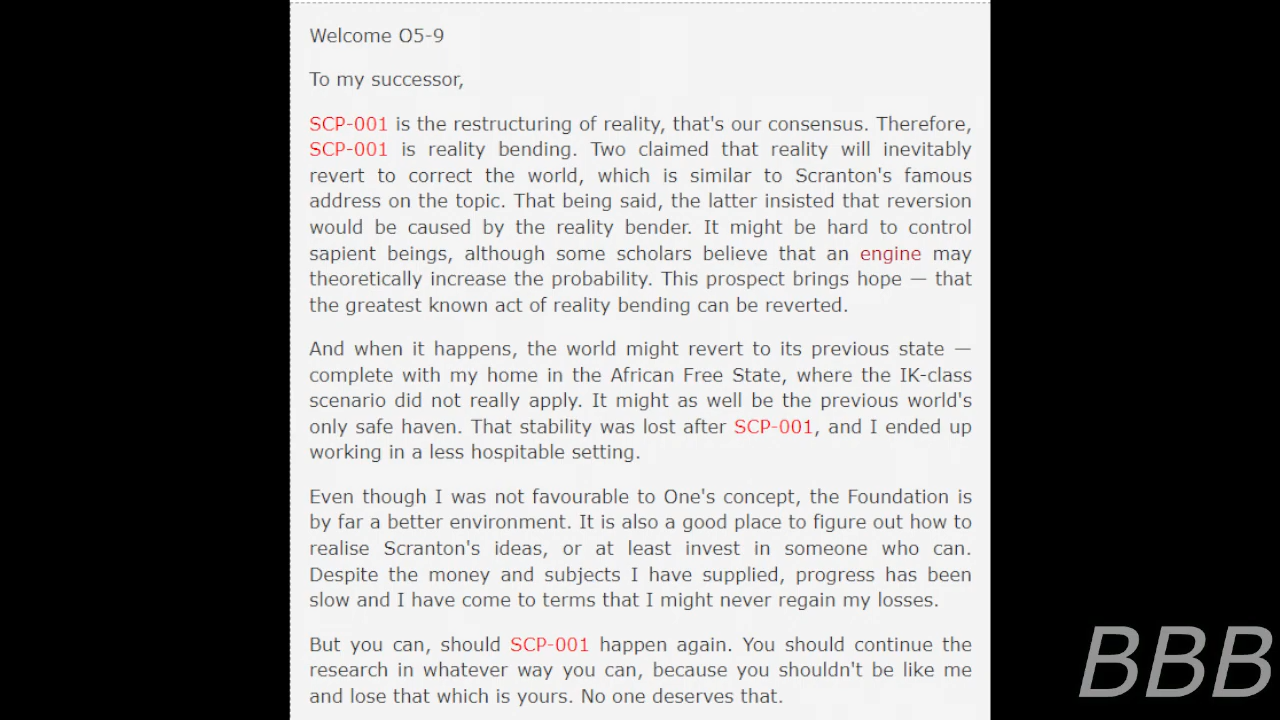 Welcome O5-9
To my successor,
SCP-001 is the restructuring of reality, that's our consensus. Therefore,
SCP-001 is reality bending. Two claimed that reality will inevitably
revert to correct the world, which is similar to Scranton's famous
address on the topic. That being said, the latter insisted that reversion
would be caused by the reality bender. It might be hard to control
sapient beings, although some scholars believe that an engine may
theoretically increase the probability. This prospect brings hope — that
the greatest known act of reality bending can be reverted.
And when it happens, the world might revert to its previous state —
complete with my home in the African Free State, where the IK-class
scenario did not really apply. It might as well be the previous world's
only safe haven. That stability was lost after SCP-001, and I ended up
working in a less hospitable setting.
Even though I was not favourable to One's concept, the Foundation is
by far a better environment. It is also a good place to figure out how to
realise Scranton's ideas, or at least invest in someone who can.
Despite the money and subjects I have supplied, progress has been
slow and I have come to terms that I might never regain my losses.
But you can, should SCP-001 happen again. You should continue the
research in whatever way you can, because you shouldn't be like me
and lose that which is yours. No one deserves that.
BBB